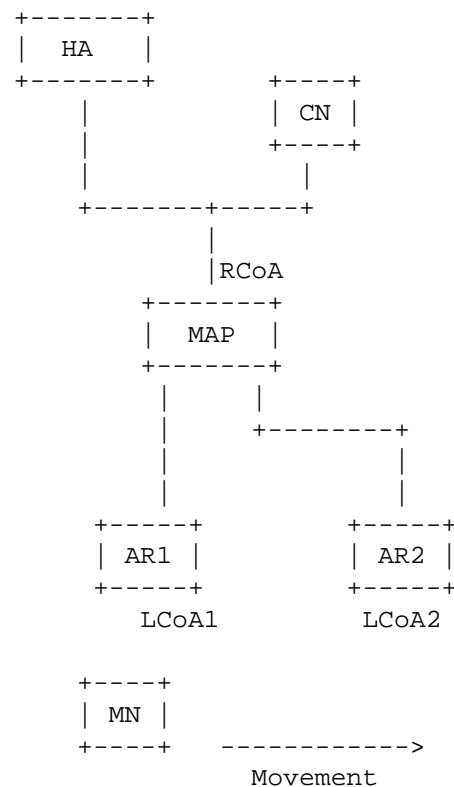 HA
CN
RCoA
MAP
AR1 AR2
LCoA1 LCoA2
MN
Movement